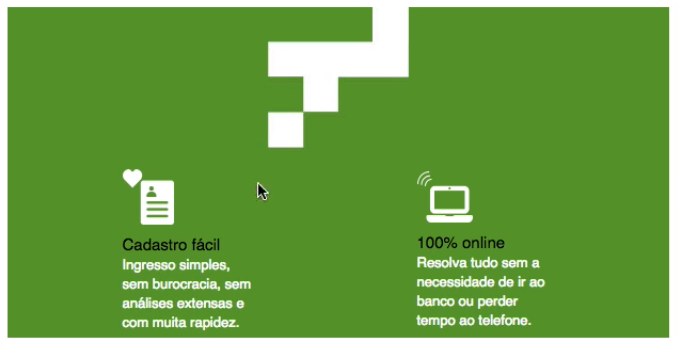 Cadastro fácil
Ingresso simples,
sem burocracia, sem
análises extensas e
com muita rapidez.
100% online
Resolva tudo sem a
necessidade de ir ao
banco ou perder
tempo ao telefone.